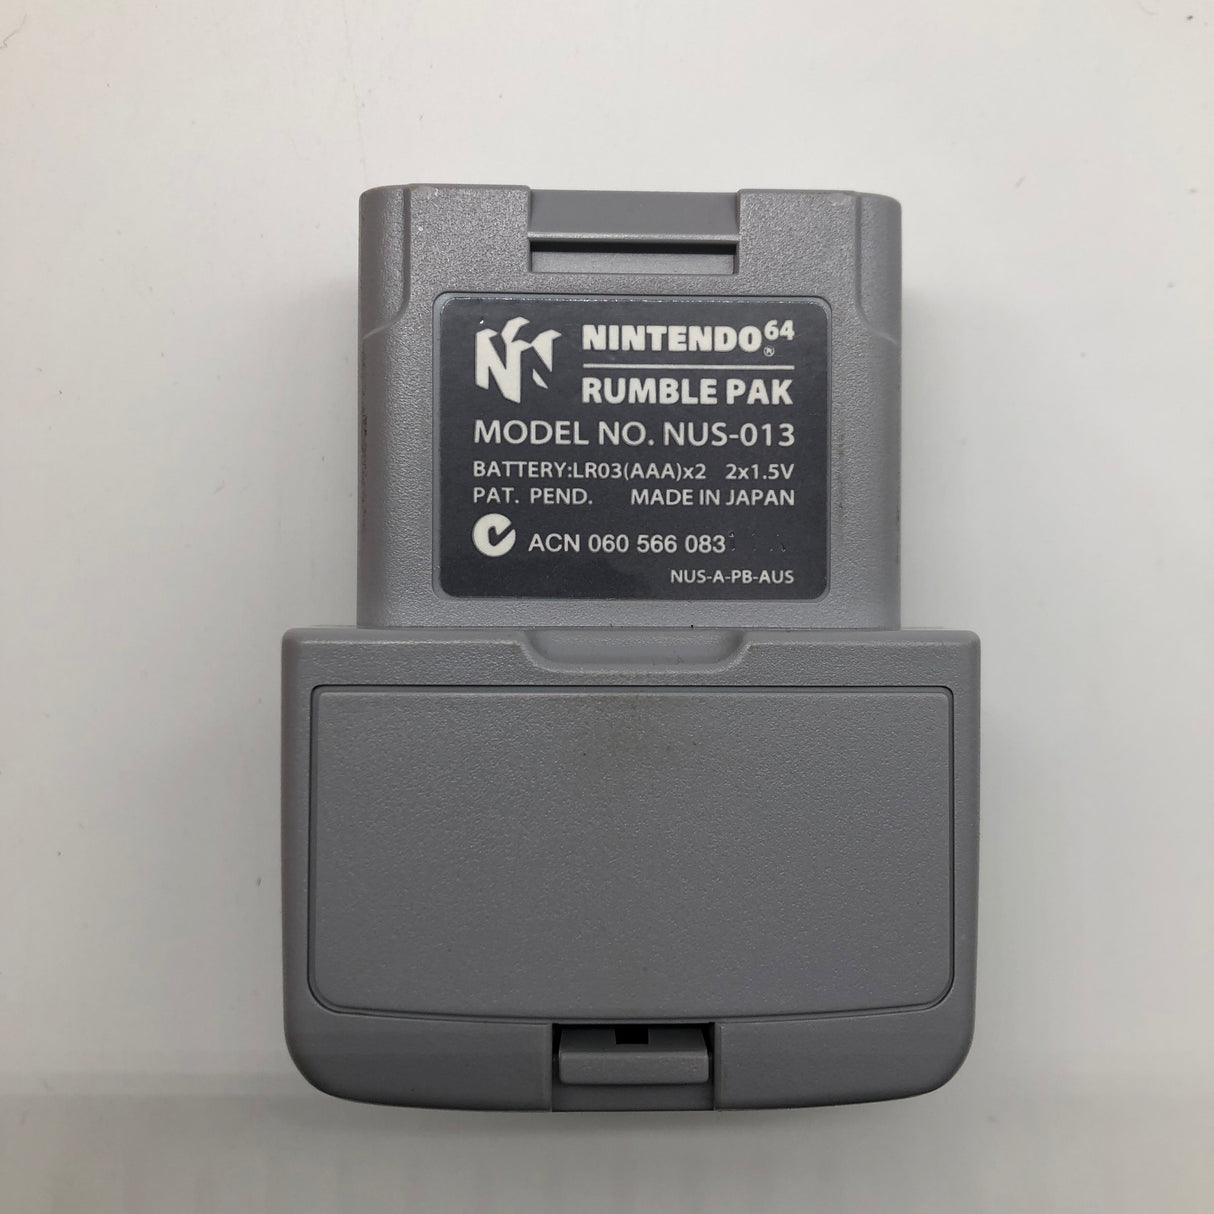 NINTENDO64®
RUMBLE PAK
MODEL NO. NUS-013
BATTERY:LR03(AAA)x2 2x1.5V
PAT. PEND. MADE IN JAPAN
ACN 060 566 083
NUS-A-PB-AUS